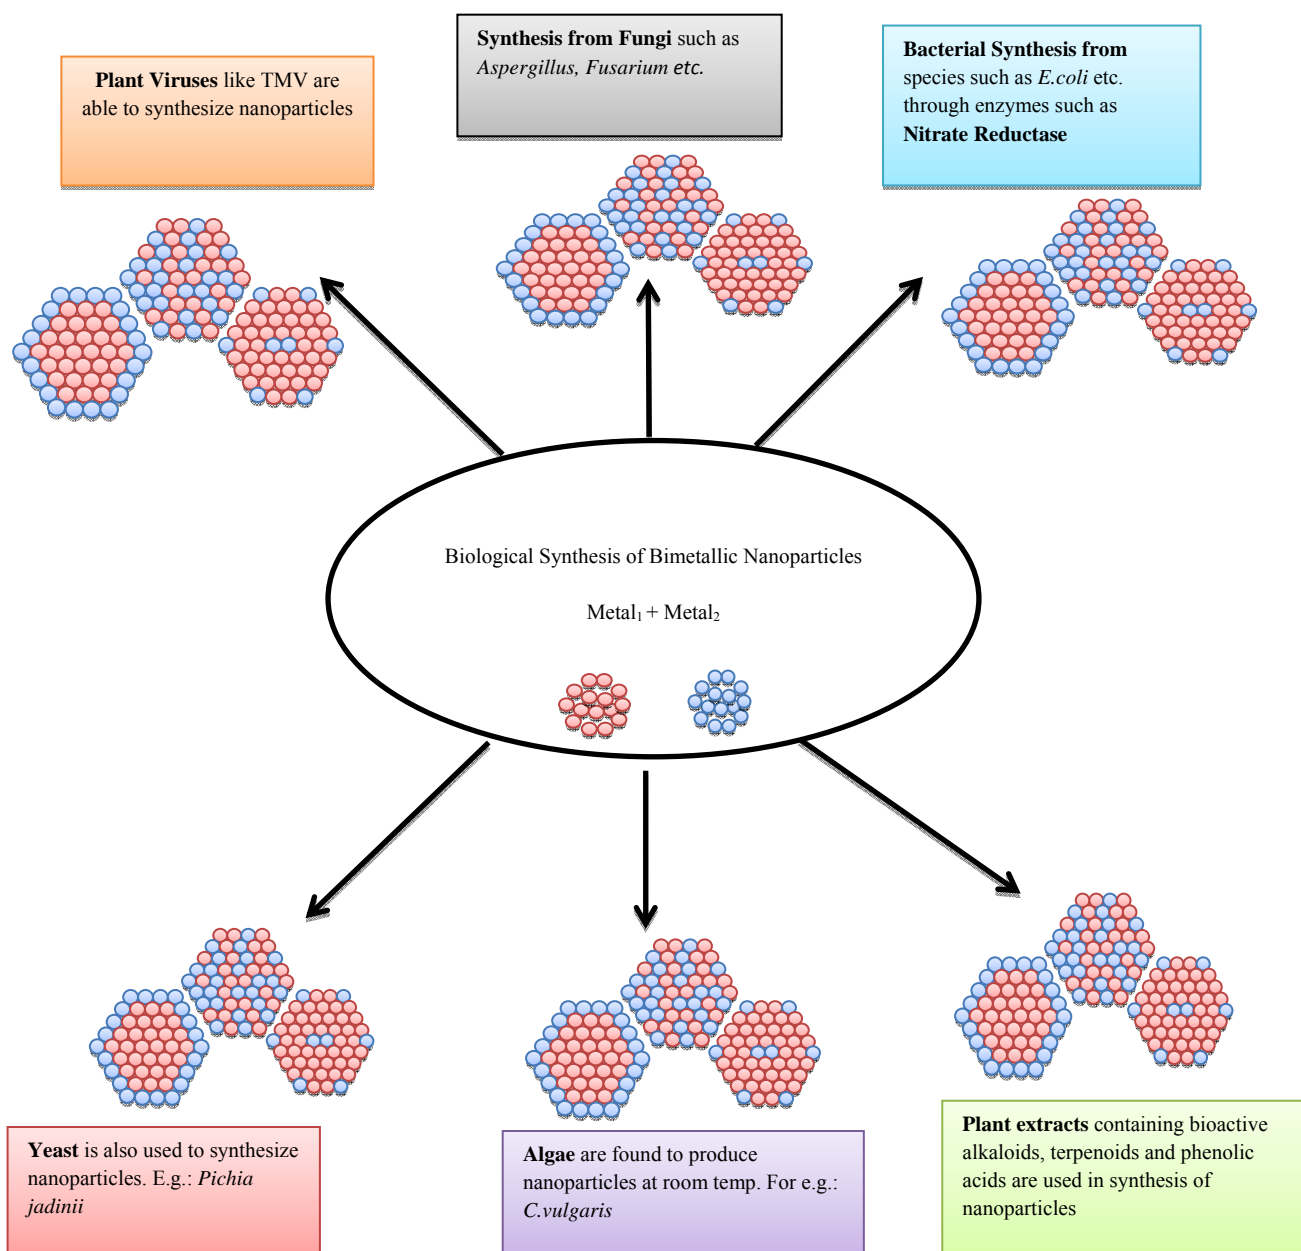 Plant Viruses like TMV are
able to synthesize nanoparticles
Synthesis from Fungi such as
Aspergillus, Fusarium etc.
Bacterial Synthesis from
species such as E.coli etc.
through enzymes such as
Nitrate Reductase
Biological Synthesis of Bimetallic Nanoparticles
Metal₁ + Metal₂
Yeast is also used to synthesize
nanoparticles. E.g.: Pichia
jadinii
Algae are found to produce
nanoparticles at room temp. For e.g.:
C.vulgaris
Plant extracts containing bioactive
alkaloids, terpenoids and phenolic
acids are used in synthesis of
nanoparticles